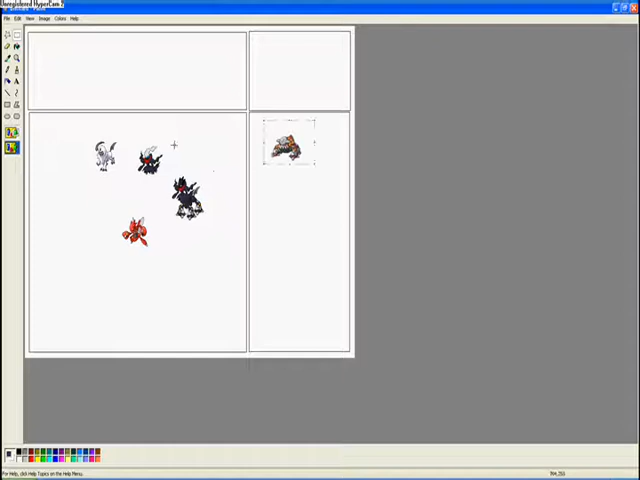 Unregistered HyperCam 2
File Edit View Image Colors Help
A
For Help, click Help Topics on the Help Menu.